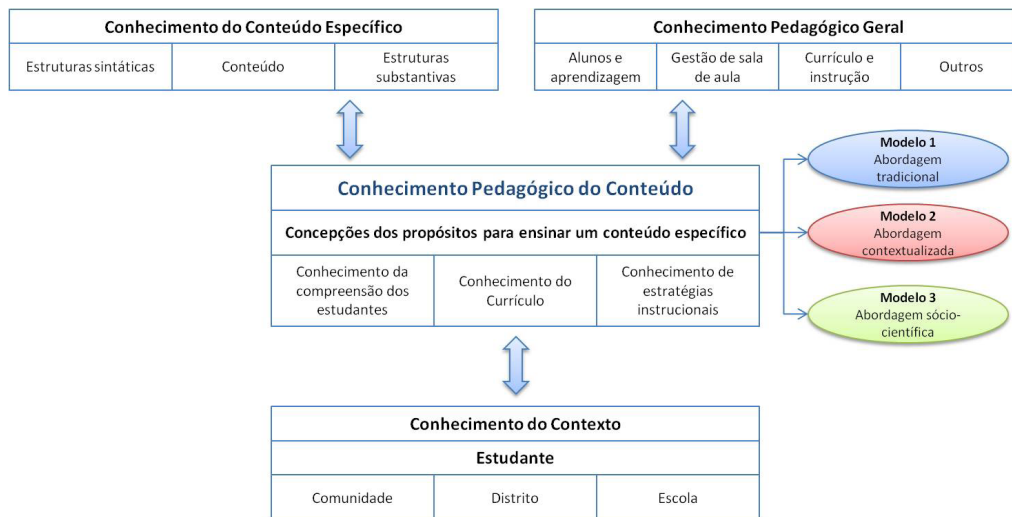 Conhecimento do Conteúdo Específico
Estruturas sintáticas
Conteúdo
Estruturas
substantivas
Conhecimento Pedagógico Geral
Alunos e
aprendizagem
Gestão de sala
de aula
Currículo e
instrução
Outros
Conhecimento Pedagógico do Conteúdo
Concepções dos propósitos para ensinar um conteúdo específico
Conhecimento da
compreensão dos
estudantes
Conhecimento do
Currículo
Conhecimento de
estratégias
instrucionais
Modelo 1
Abordagem
tradicional
Modelo 2
Abordagem
contextualizada
Modelo 3
Abordagem sócio-
científica
Conhecimento do Contexto
Estudante
Comunidade
Distrito
Escola